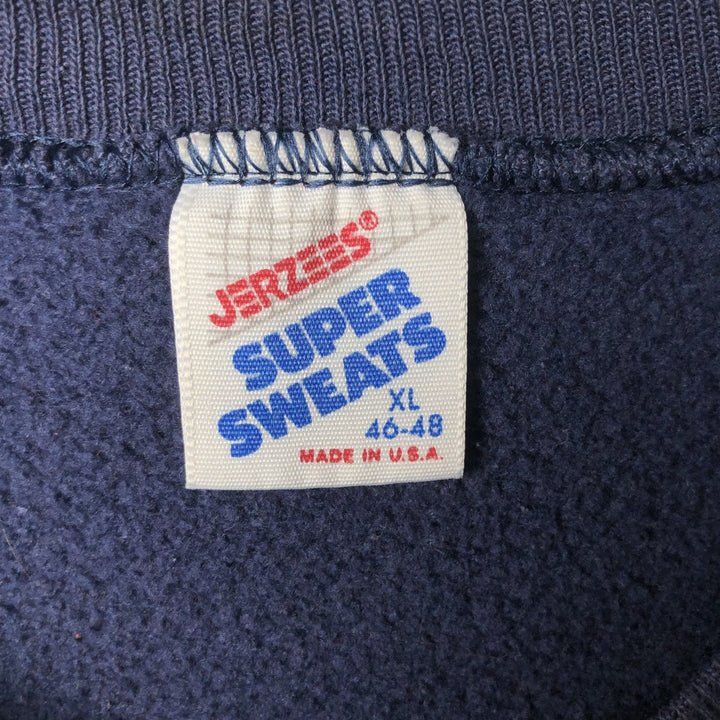 JERZEES®
SUPER
SWEATS
XL
46-48
MADE IN U.S.A.